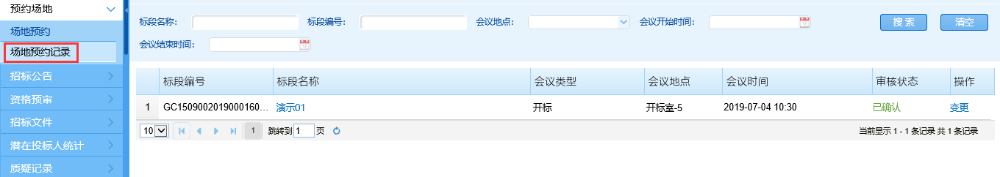 预约场地
场地预约
场地预约记录
招标公告
资格预审
招标文件
潜在投标人统计
质疑记录
标段名称： 标段编号： 会议地点： 会议开始时间： 搜 索 清空
会议结束时间：
标段编号 标段名称 会议类型 会议地点 会议时间 审核状态 操作
1 GC1509002019000160... 演示01 开标 开标室-5 2019-07-04 10:30 已确认 变更
10 1 跳转到 1 页 当前显示 1 - 1 条记录 共 1 条记录